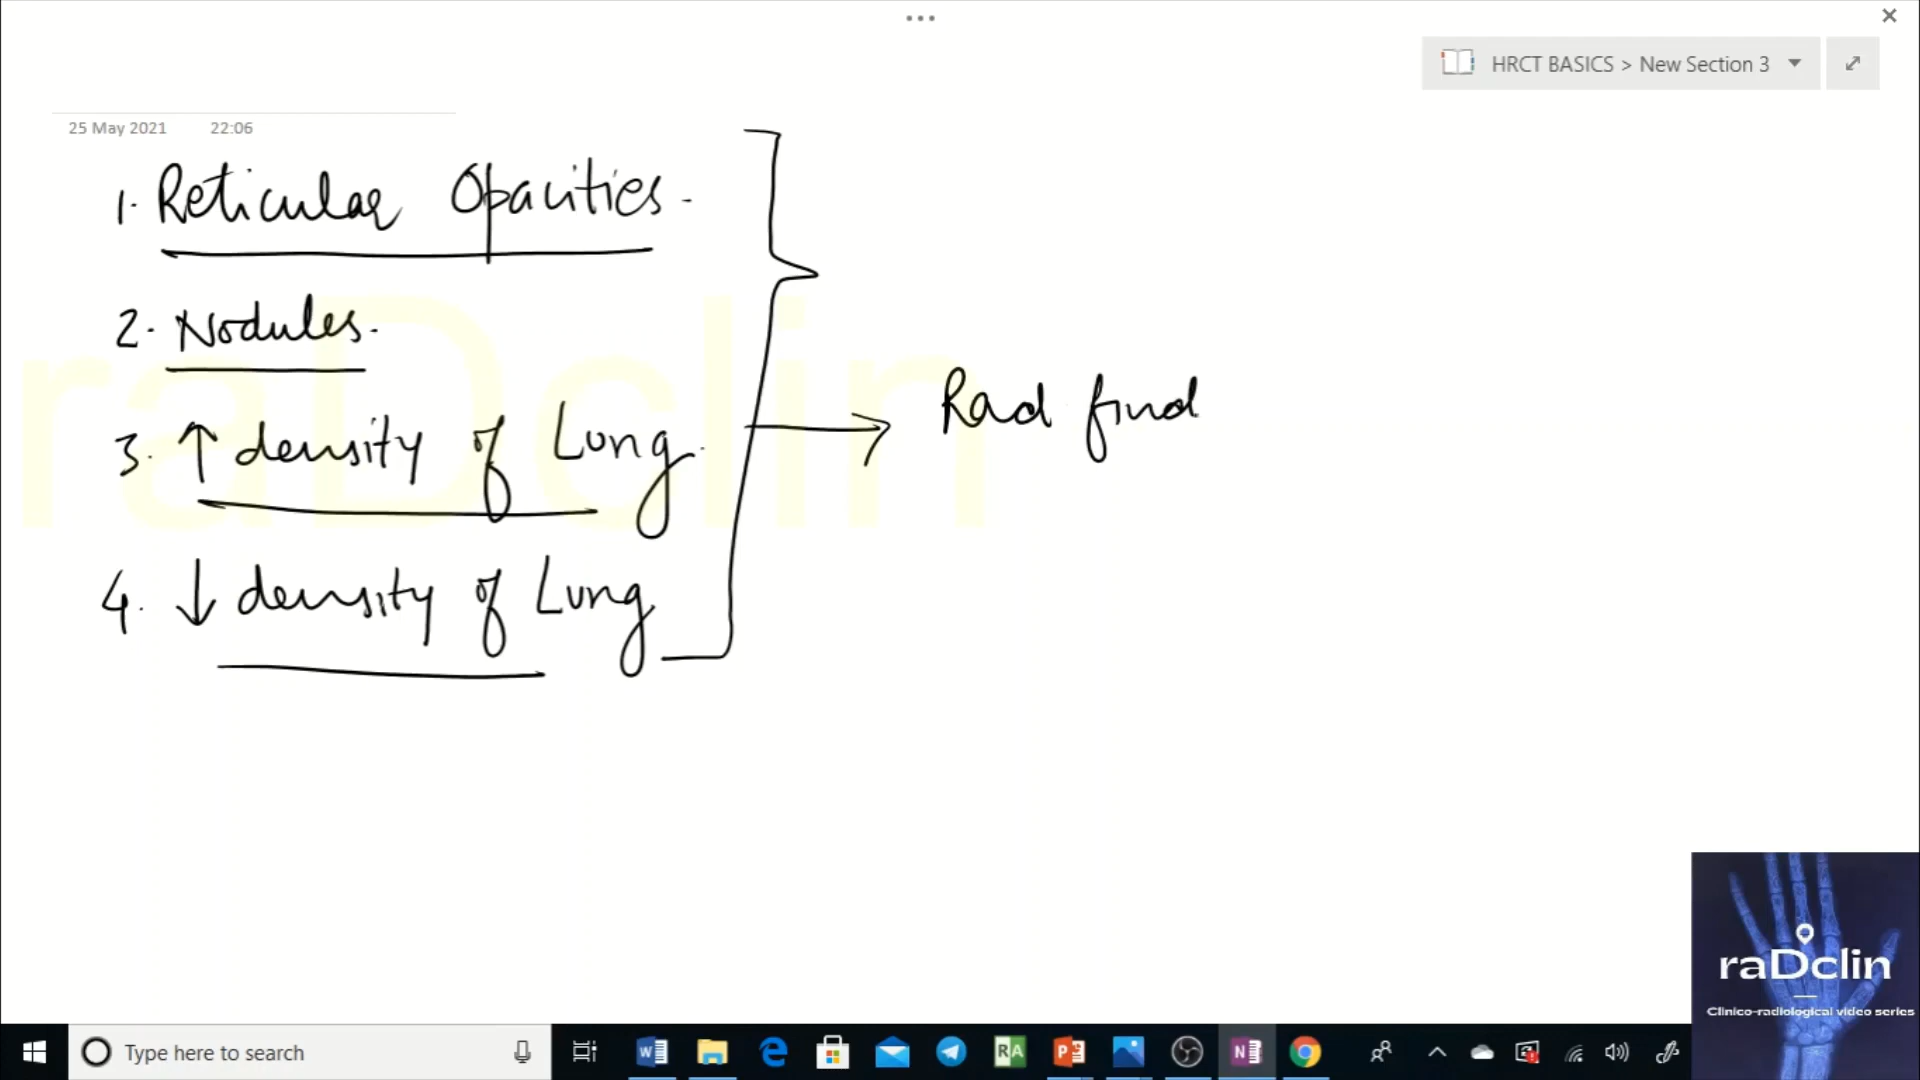 HRCT BASICS > New Section 3
25 May 2021 22:06
1. Reticular Opacities.
2. Nodules.
3. ↑ density of Lung.
4. ↓ density of Lung
Rad find
raDclin
raDclin
Clinico-radiological video series
Type here to search